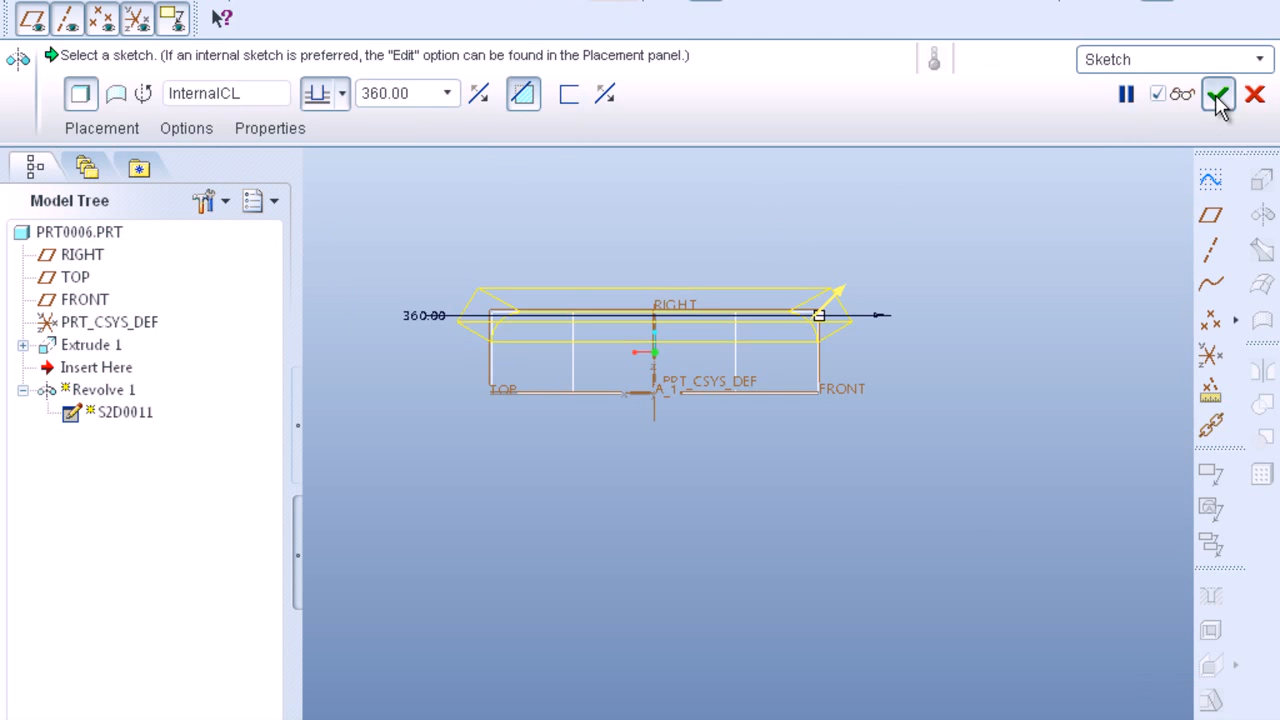 Select a sketch. (If an internal sketch is preferred, the "Edit" option can be found in the Placement panel.)
Sketch
InternalCL
360.00
Placement
Options
Properties
Model Tree
PRT0006.PRT
RIGHT
TOP
FRONT
PRT_CSYS_DEF
Extrude 1
Insert Here
Revolve 1
S2D0011
RIGHT
360.00
PRT_CSYS_DEF
TOP
A_1
FRONT